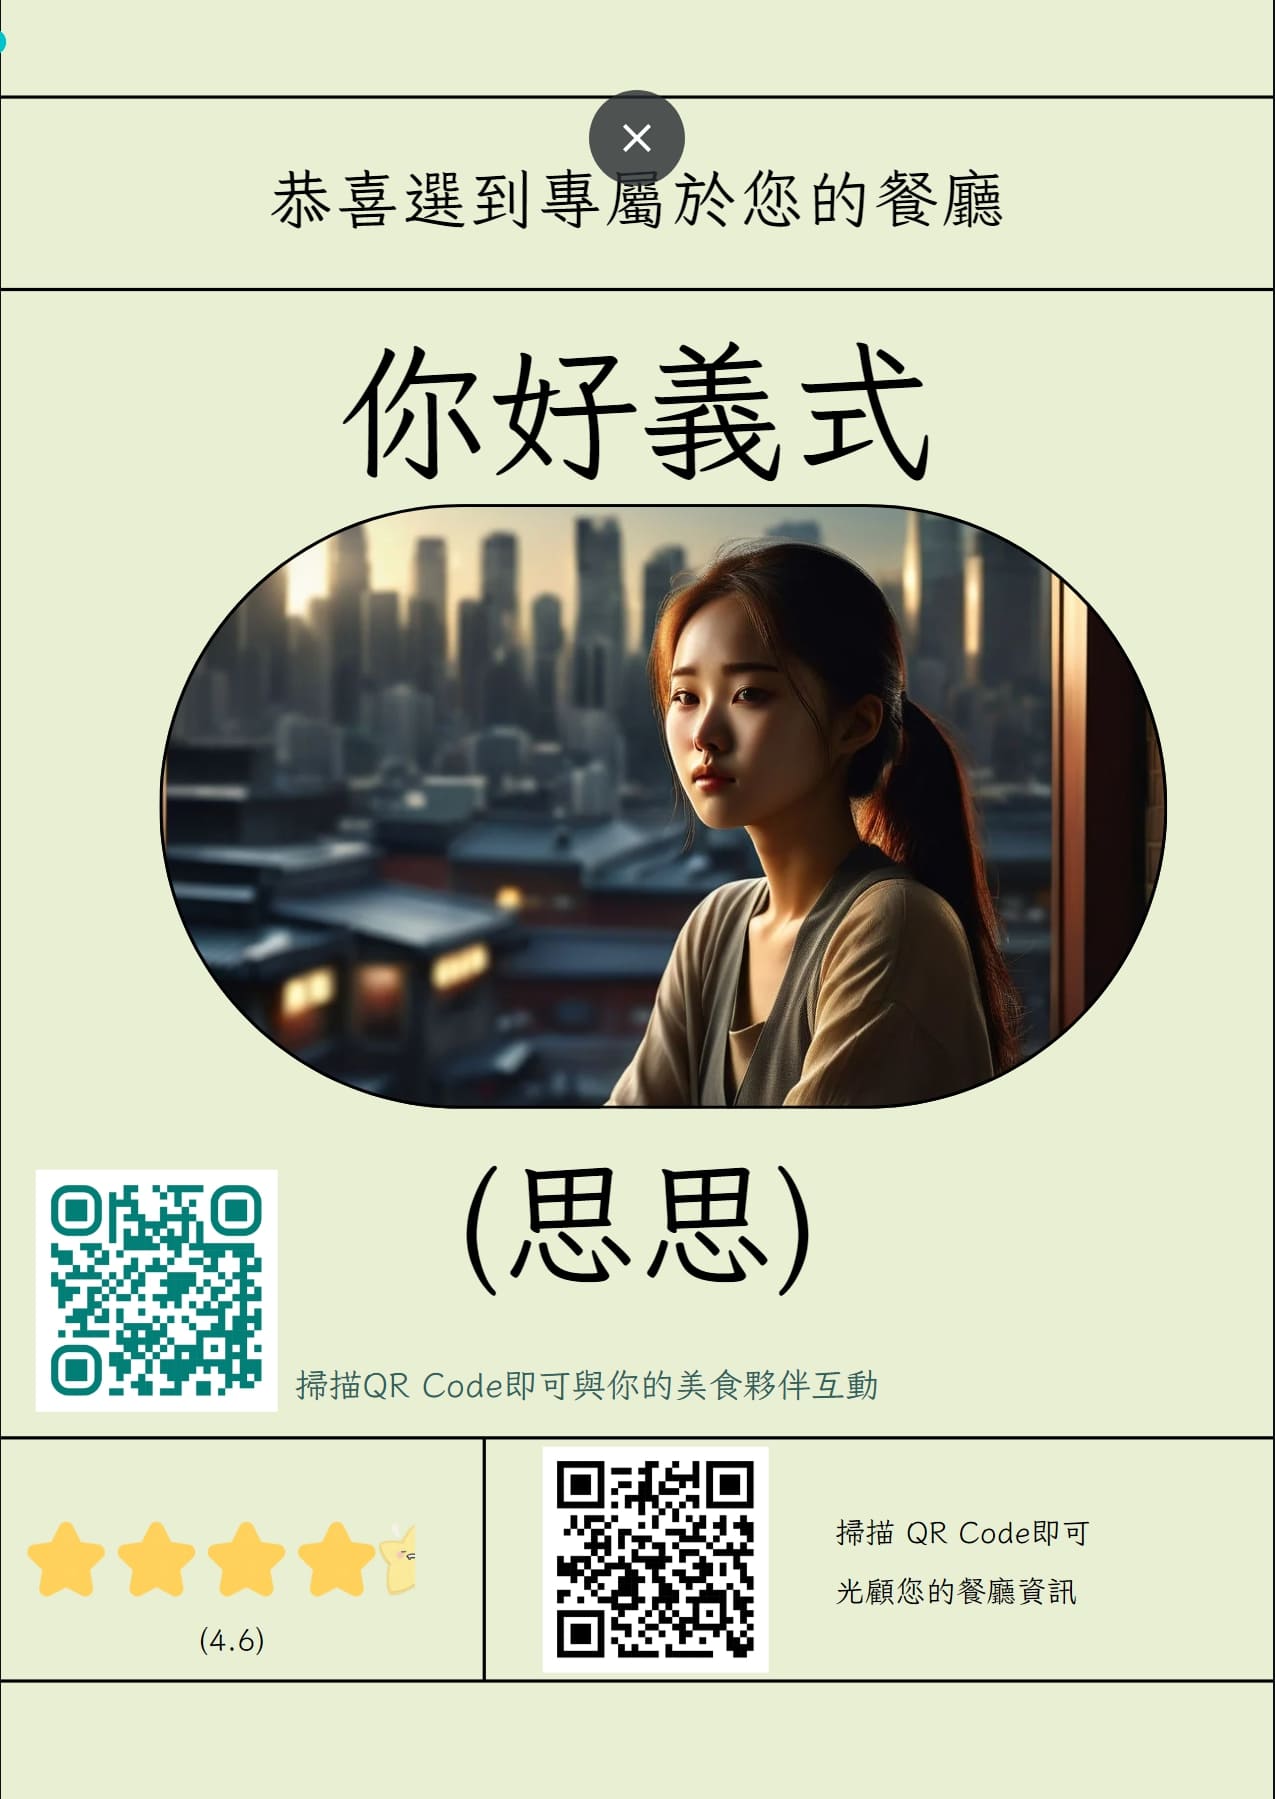 恭喜選到專屬於您的餐廳
你好義式
(思思)
掃描QR Code即可與你的美食夥伴互動
(4.6)
掃描 QR Code即可
光顧您的餐廳資訊